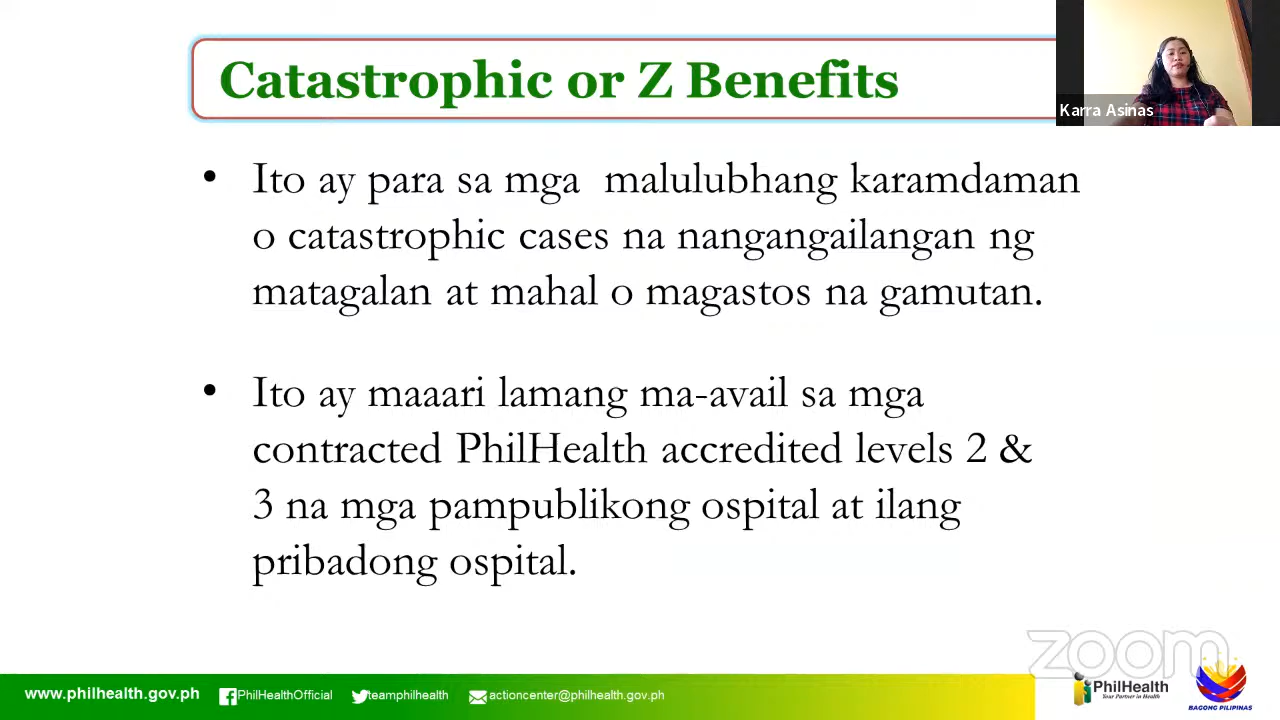 Catastrophic or Z Benefits
Karra Asinas
• Ito ay para sa mga malulubhang karamdaman
o catastrophic cases na nangangailangan ng
matagalan at mahal o magastos na gamutan.
• Ito ay maaari lamang ma-avail sa mga
contracted PhilHealth accredited levels 2 &
3 na mga pampublikong ospital at ilang
pribadong ospital.
zoom
www.philhealth.gov.ph PhilHealthOfficial teamphilhealth actioncenter@philhealth.gov.ph
PhilHealth
Your Partner in Health
BAGONG PILIPINAS